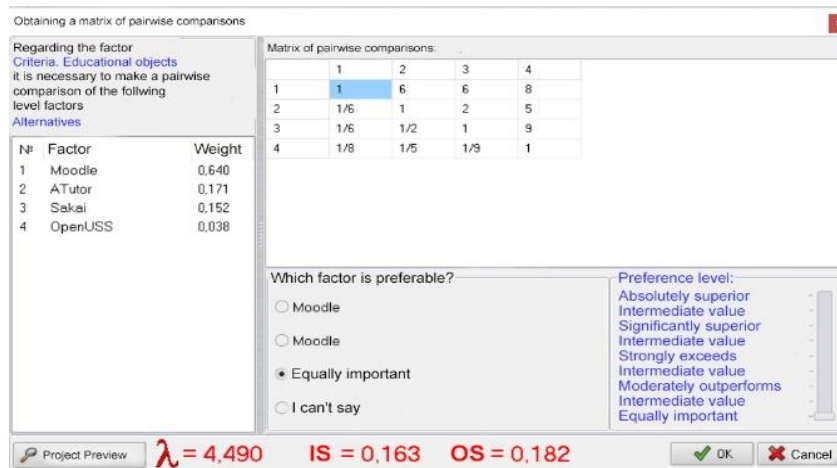 Obtaining a matrix of pairwise comparisons
Regarding the factor
Criteria. Educational objects
it is necessary to make a pairwise
comparison of the follwing
level factors
Alternatives
№ Factor Weight
1 Moodle 0,640
2 ATutor 0,171
3 Sakai 0,152
4 OpenUSS 0,038
Matrix of pairwise comparisons:
1 2 3 4
1 1 6 6 8
2 1/6 1 2 5
3 1/6 1/2 1 9
4 1/8 1/5 1/9 1
Which factor is preferable?
Moodle
Moodle
Equally important
I can't say
Preference level:
Absolutely superior
Intermediate value
Significantly superior
Intermediate value
Strongly exceeds
Intermediate value
Moderately outperforms
Intermediate value
Equally important
Project Preview
λ = 4,490 IS = 0,163 OS = 0,182
OK
Cancel